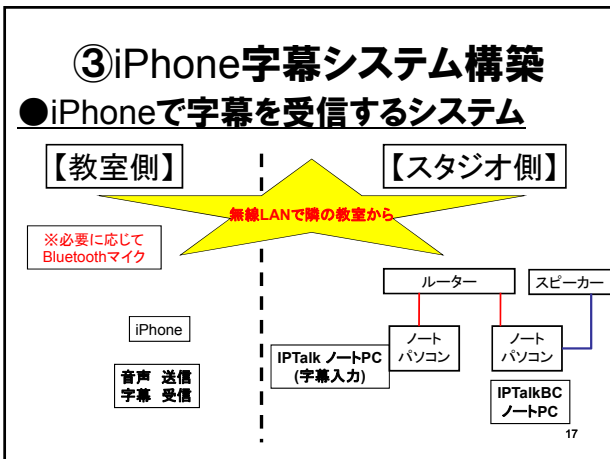 ③iPhone字幕システム構築
●iPhoneで字幕を受信するシステム
【教室側】
【スタジオ側】
無線LANで隣の教室から
※必要に応じて
Bluetoothマイク
ルーター
スピーカー
iPhone
ノート
パソコン
ノート
パソコン
IPTalk ノートPC
(字幕入力)
音声 送信
字幕 受信
IPTalkBC
ノートPC
17